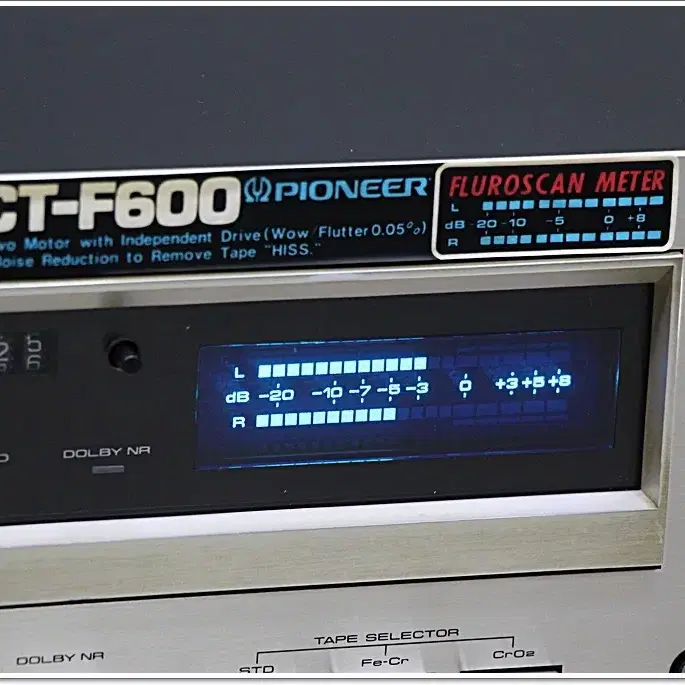 CT-F600 PIONEER
FLUROSCAN METER
L
dB -20 -10 -5 0 +8
R
Motor with Independent Drive (Wow/Flutter 0.05%)
Noise Reduction to Remove Tape "HISS."
L
dB -20 -10 -7 -5 -3 0 +3 +5 +8
R
DOLBY NR
TAPE SELECTOR
DOLBY NR
STD Fe-Cr CrO2